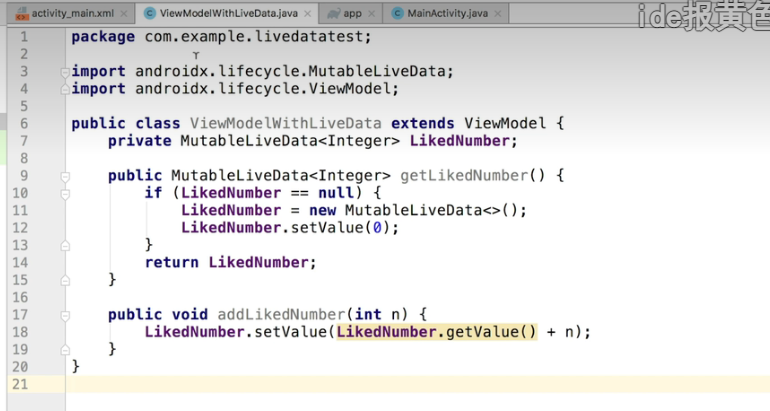 activity_main.xml ViewModelWithLiveData.java app MainActivity.java
ide报黄色
1 package com.example.livedatatest;
2
3 import androidx.lifecycle.MutableLiveData;
4 import androidx.lifecycle.ViewModel;
5
6 public class ViewModelWithLiveData extends ViewModel {
7 private MutableLiveData<Integer> LikedNumber;
8
9 public MutableLiveData<Integer> getLikedNumber() {
10 if (LikedNumber == null) {
11 LikedNumber = new MutableLiveData<>();
12 LikedNumber.setValue(0);
13 }
14 return LikedNumber;
15 }
16
17 public void addLikedNumber(int n) {
18 LikedNumber.setValue(LikedNumber.getValue() + n);
19 }
20 }
21